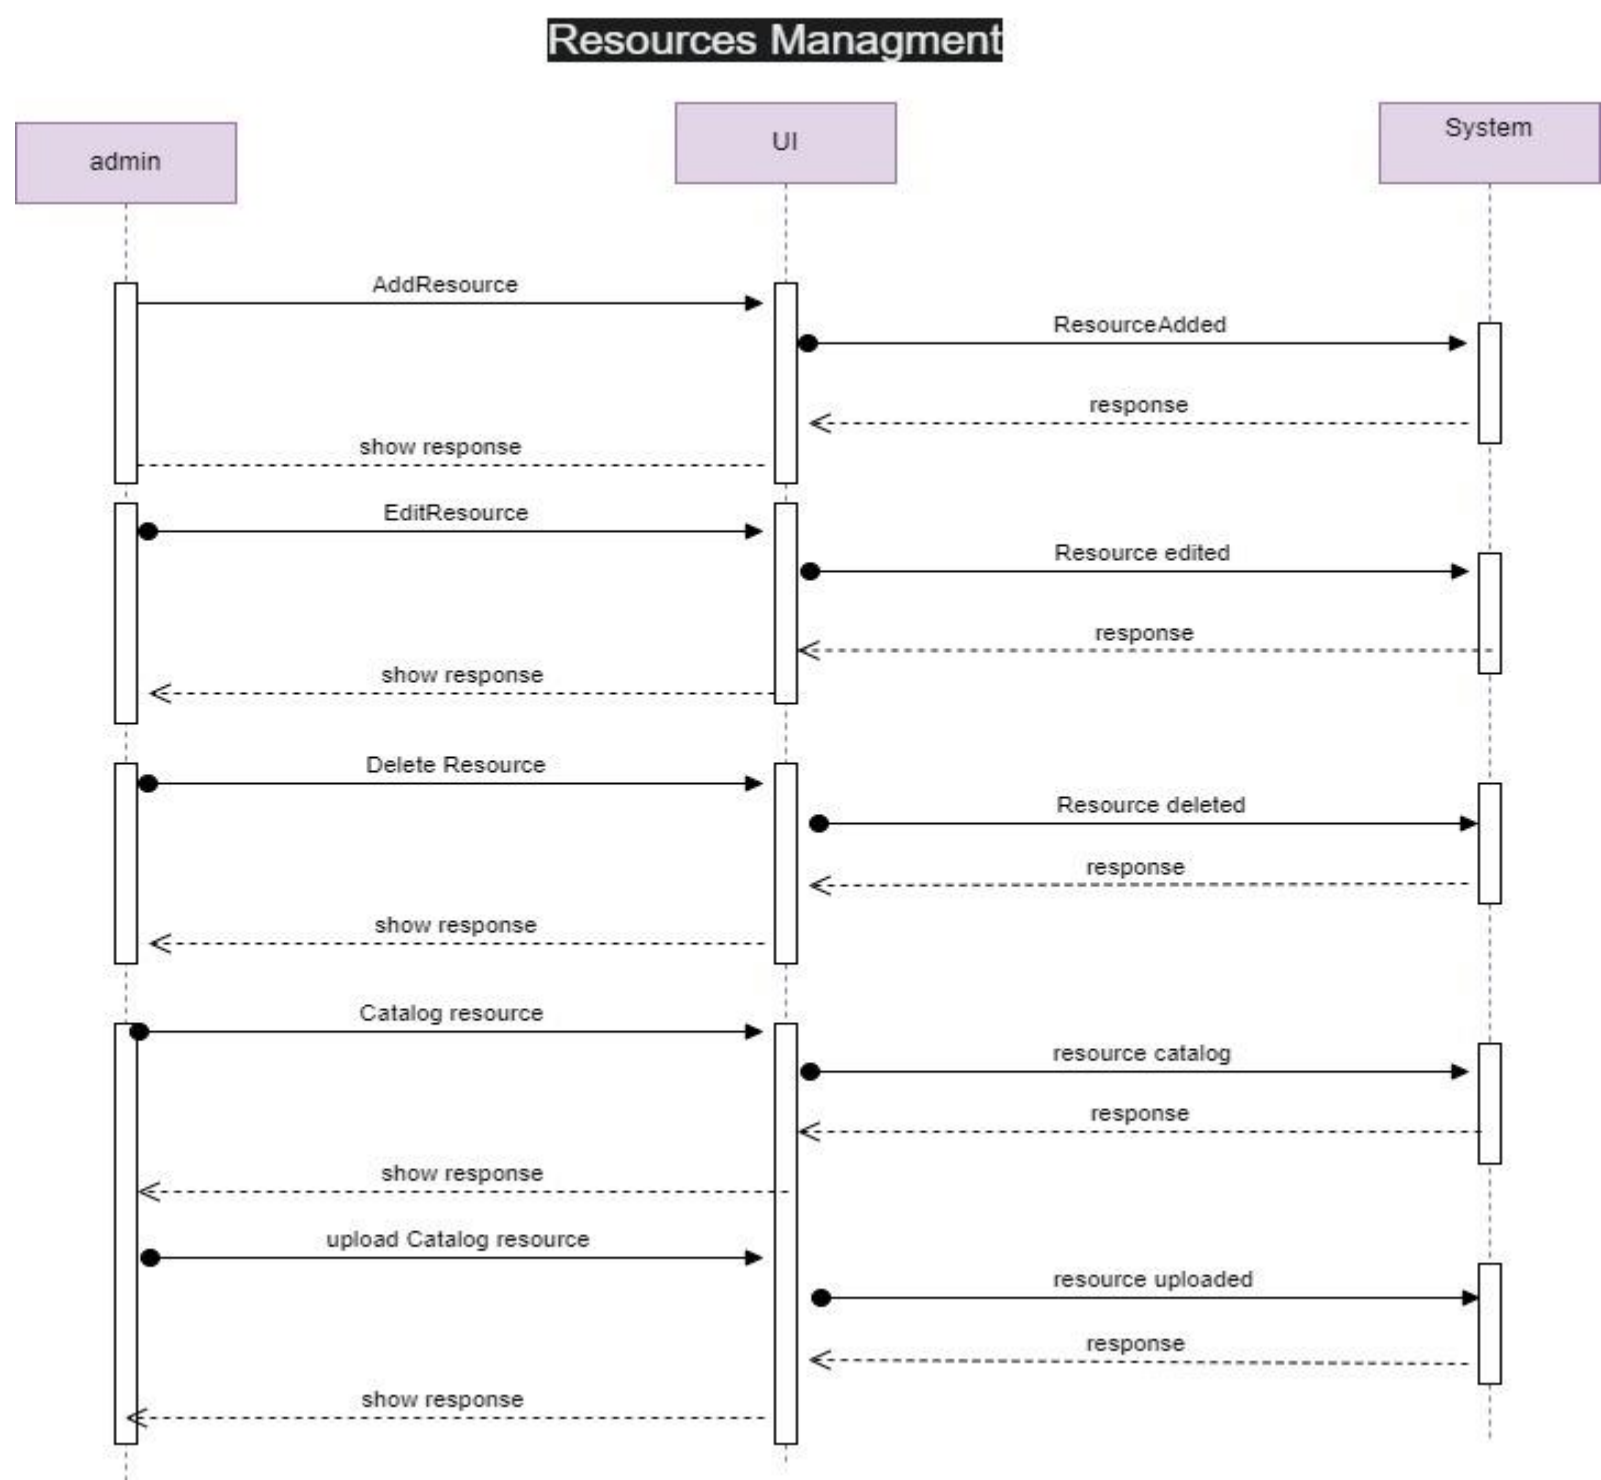 Resources Managment
admin
UI
System
AddResource
ResourceAdded
response
show response
EditResource
Resource edited
response
show response
Delete Resource
Resource deleted
response
show response
Catalog resource
resource catalog
response
show response
upload Catalog resource
resource uploaded
response
show response